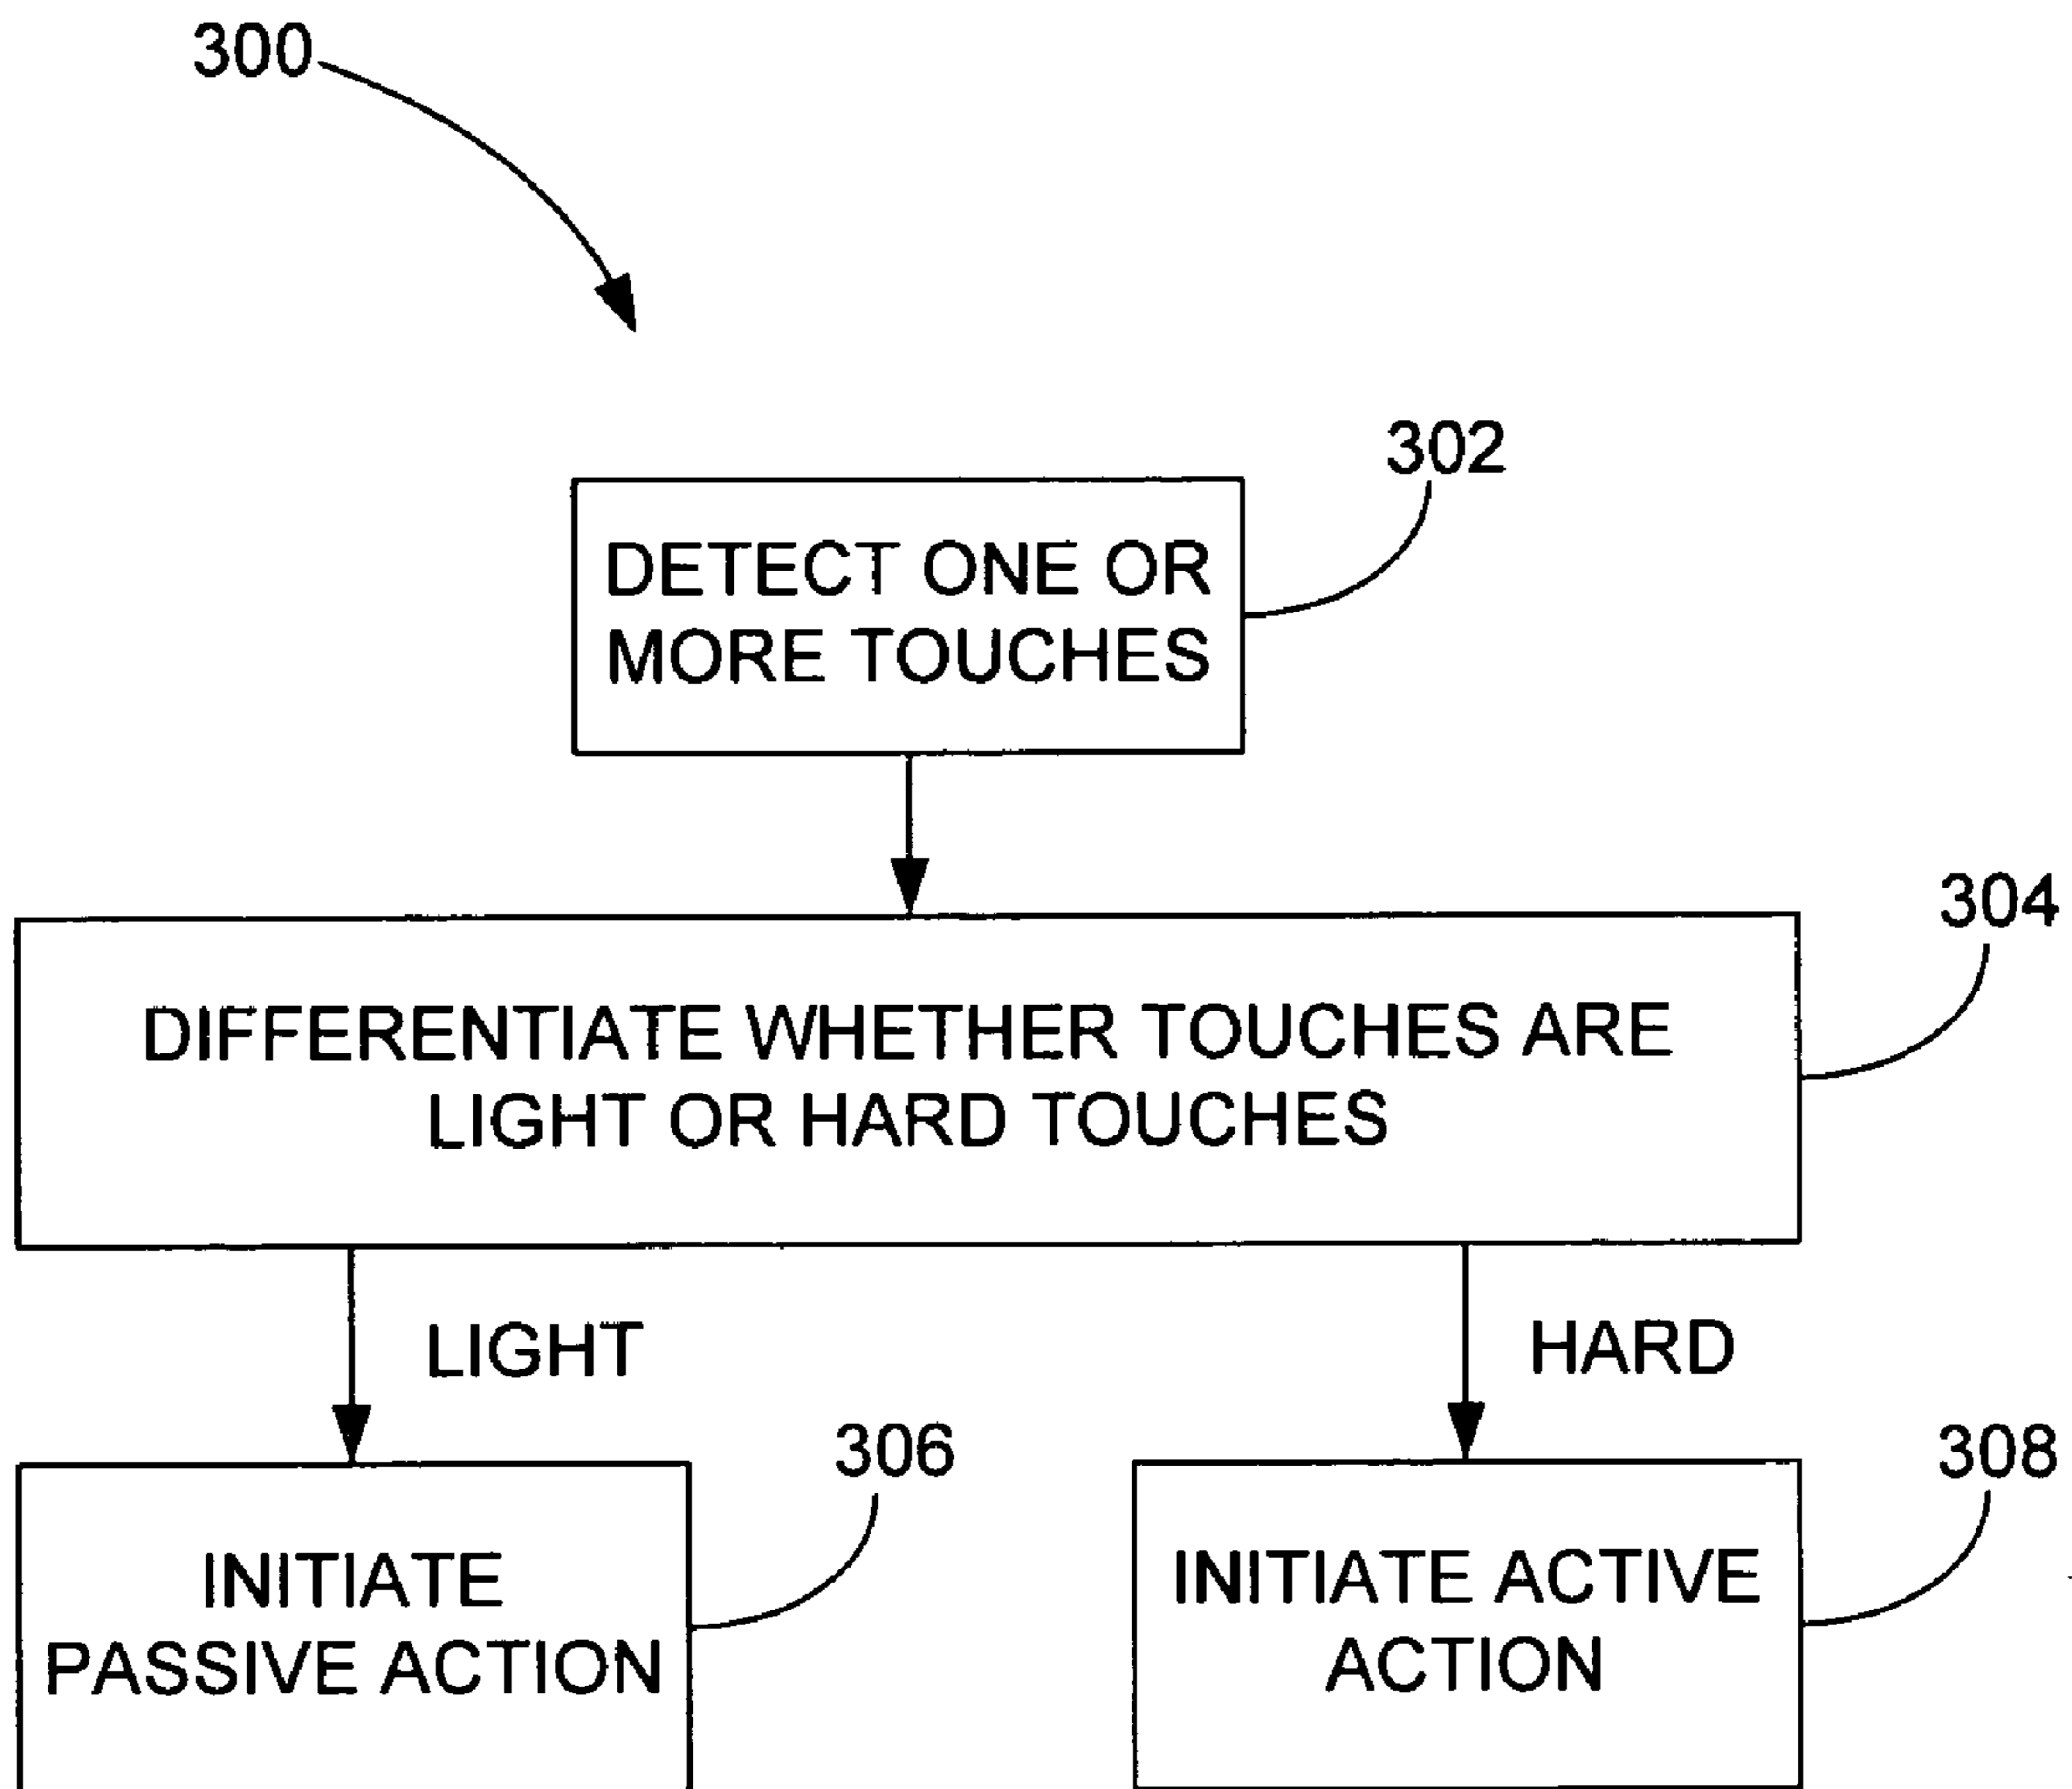 300
302
DETECT ONE OR
MORE TOUCHES
304
DIFFERENTIATE WHETHER TOUCHES ARE
LIGHT OR HARD TOUCHES
LIGHT
HARD
306
308
INITIATE
PASSIVE ACTION
INITIATE ACTIVE
ACTION